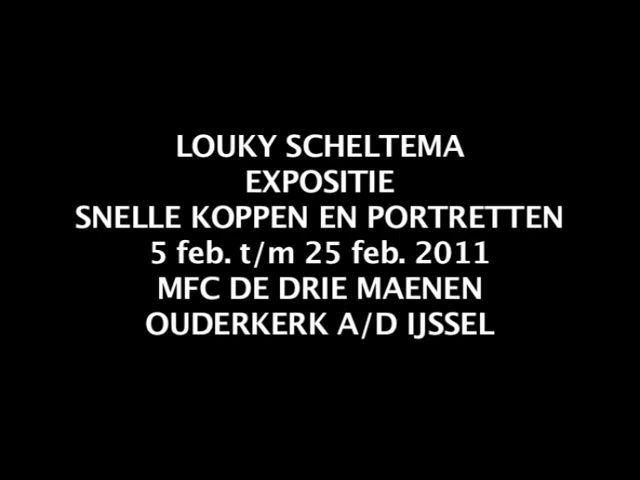 LOUKY SCHELTEMA
EXPOSITIE
SNELLE KOPPEN EN PORTRETTEN
5 feb. t/m 25 feb. 2011
MFC DE DRIE MAENEN
OUDERKERK A/D IJSSEL